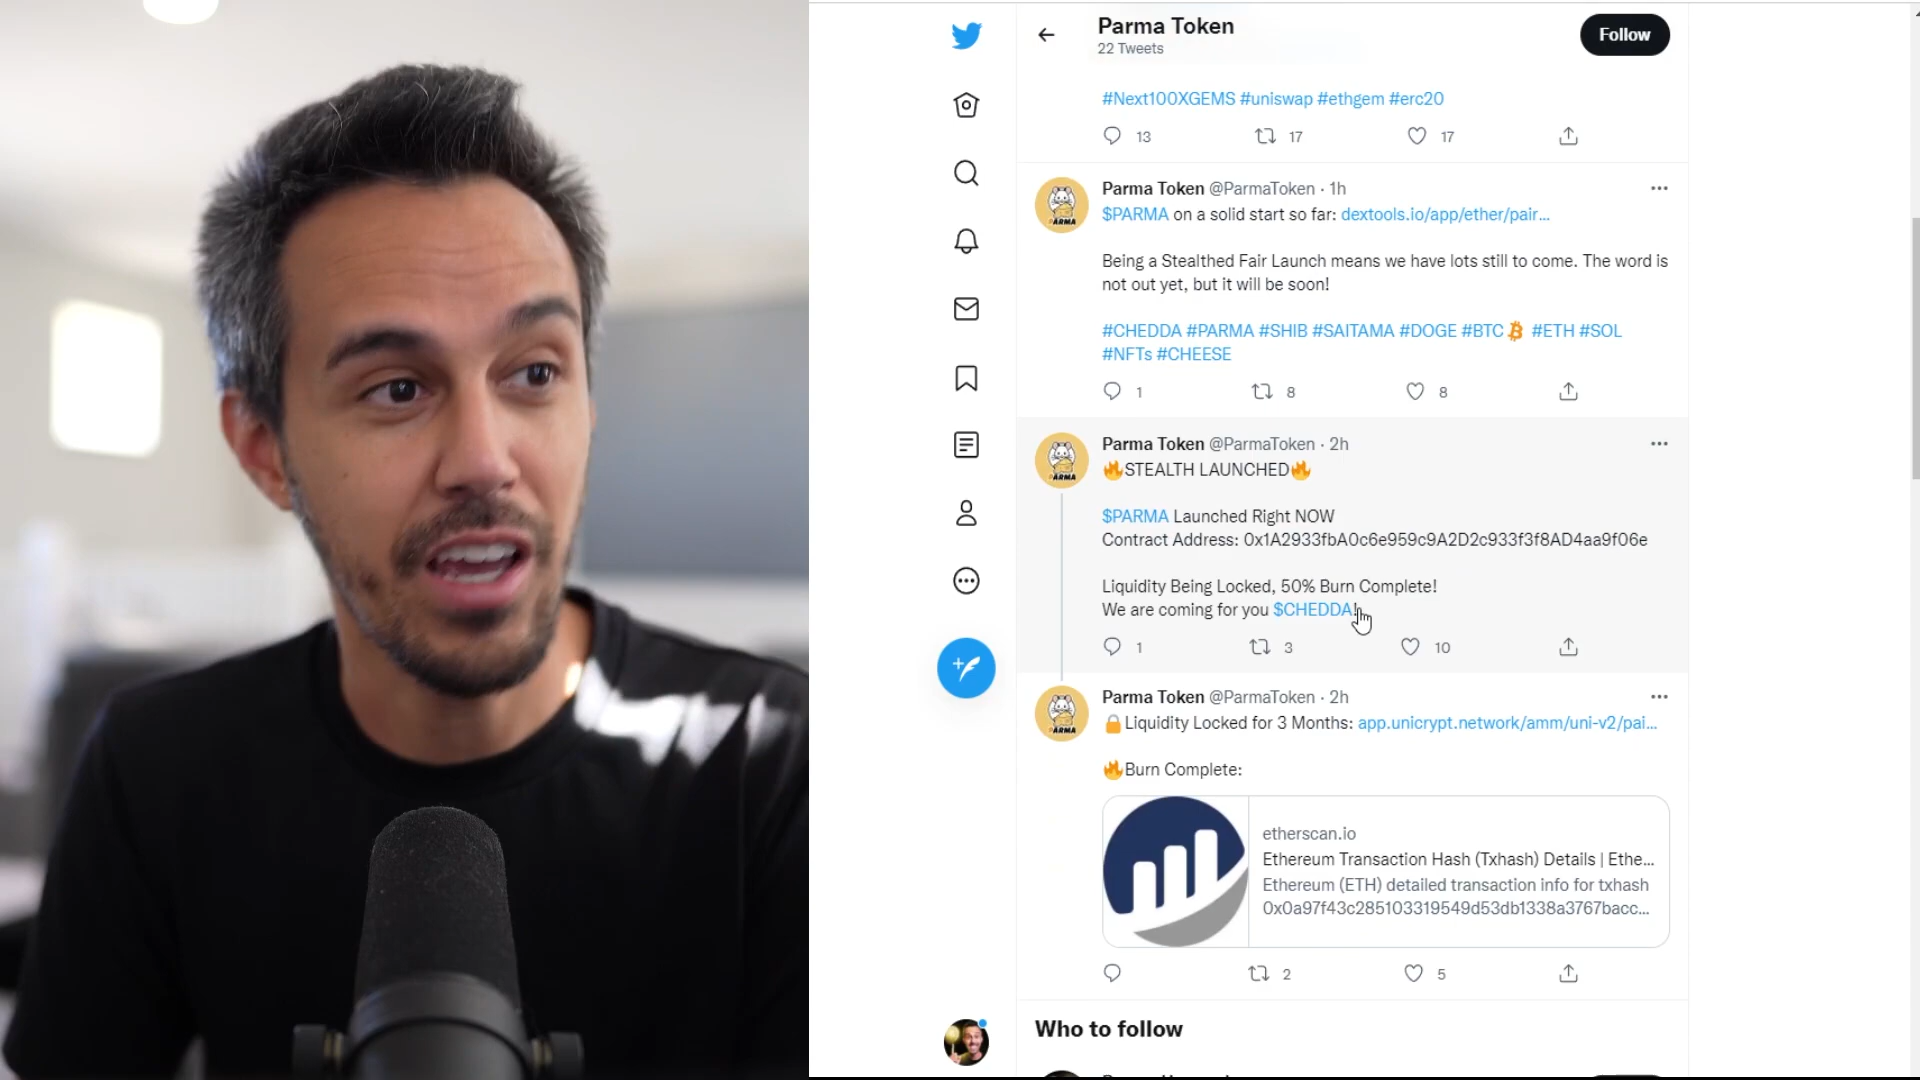 Parma Token
22 Tweets
Follow
#Next100XGEMS #uniswap #ethgem #erc20
13 17 17
Parma Token @ParmaToken · 1h
$PARMA on a solid start so far: dextools.io/app/ether/pair...
Being a Stealthed Fair Launch means we have lots still to come. The word is
not out yet, but it will be soon!
#CHEDDA #PARMA #SHIB #SAITAMA #DOGE #BTC #ETH #SOL
#NFTs #CHEESE
1 8 8
Parma Token @ParmaToken · 2h
🔥STEALTH LAUNCHED🔥
$PARMA Launched Right NOW
Contract Address: 0x1A2933fbA0c6e959c9A2D2c933f3f8AD4aa9f06e
Liquidity Being Locked, 50% Burn Complete!
We are coming for you $CHEDDA!
1 3 10
Parma Token @ParmaToken · 2h
🔒Liquidity Locked for 3 Months: app.unicrypt.network/amm/uni-v2/pai...
🔥Burn Complete:
etherscan.io
Ethereum Transaction Hash (Txhash) Details | Ethe...
Ethereum (ETH) detailed transaction info for txhash
0x0a97f43c285103319549d53db1338a3767bacc...
2 5
Who to follow